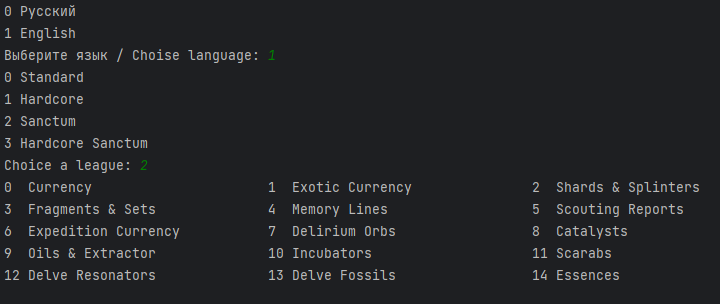 0 Русский
1 English
Выберите язык / Choise language: 1
0 Standard
1 Hardcore
2 Sanctum
3 Hardcore Sanctum
Choice a league: 2
0  Currency                      1  Exotic Currency               2  Shards & Splinters
3  Fragments & Sets              4  Memory Lines                  5  Scouting Reports
6  Expedition Currency           7  Delirium Orbs                 8  Catalysts
9  Oils & Extractor              10 Incubators                    11 Scarabs
12 Delve Resonators              13 Delve Fossils                 14 Essences